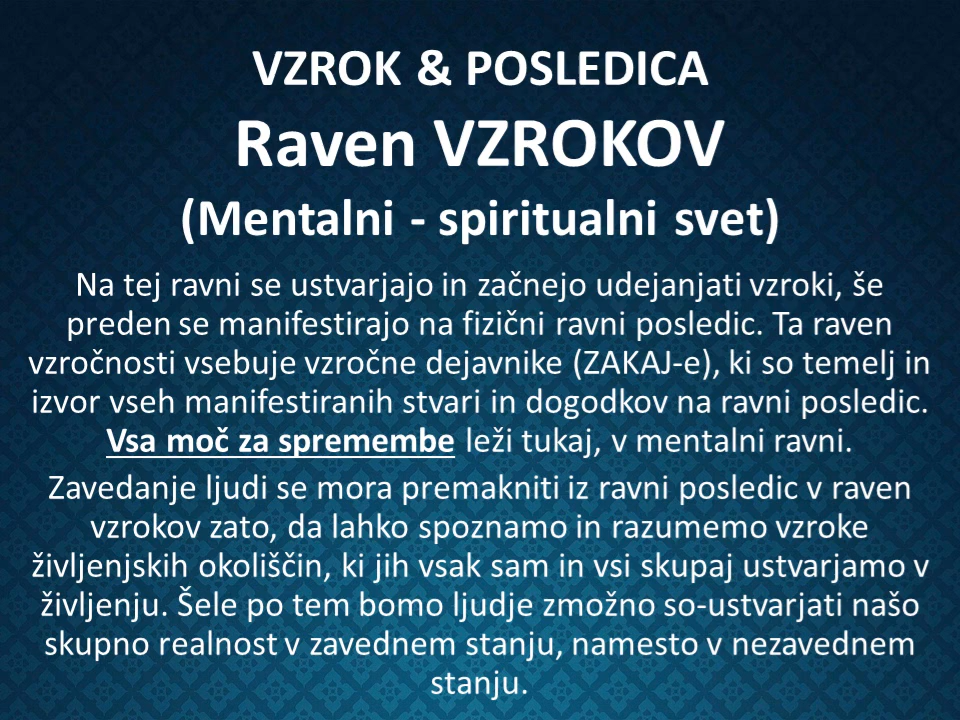 VZROK & POSLEDICA
Raven VZROKOV
(Mentalni - spiritualni svet)
Na tej ravni se ustvarjajo in začnejo udejanjati vzroki, še
preden se manifestirajo na fizični ravni posledic. Ta raven
vzročnosti vsebuje vzročne dejavnike (ZAKAJ-e), ki so temelj in
izvor vseh manifestiranih stvari in dogodkov na ravni posledic.
Vsa moč za spremembe leži tukaj, v mentalni ravni.
Zavedanje ljudi se mora premakniti iz ravni posledic v raven
vzrokov zato, da lahko spoznamo in razumemo vzroke
življenjskih okoliščin, ki jih vsak sam in vsi skupaj ustvarjamo v
življenju. Šele po tem bomo ljudje zmožno so-ustvarjati našo
skupno realnost v zavednem stanju, namesto v nezavednem
stanju.